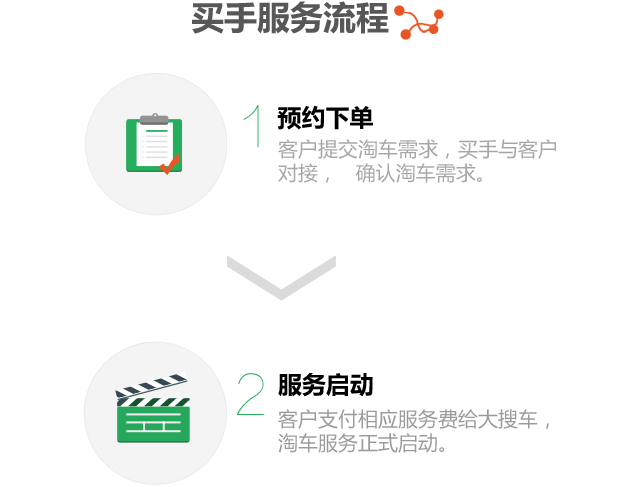 买手服务流程
1 预约下单
客户提交淘车需求，买手与客户
对接， 确认淘车需求。
2 服务启动
客户支付相应服务费给大搜车，
淘车服务正式启动。